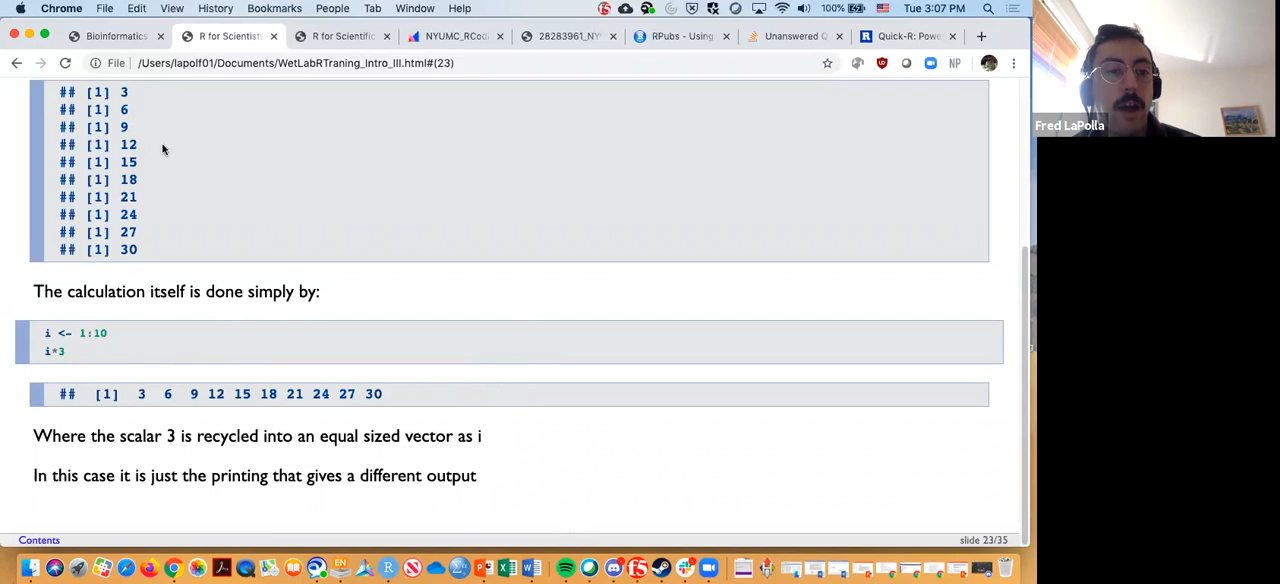 Chrome File Edit View History Bookmarks People Tab Window Help 100% Tue 3:07 PM
Bioinformatics R for Scientists R for Scientific NYUMC_RCodi 28283961_NY RPubs - Using Unanswered Q Quick-R: Powe
File /Users/lapolf01/Documents/WetLabRTraning_Intro_III.html#(23) NP
## [1] 3
## [1] 6
## [1] 9
## [1] 12
## [1] 15
## [1] 18
## [1] 21
## [1] 24
## [1] 27
## [1] 30
The calculation itself is done simply by:
i <- 1:10
i*3
## [1] 3 6 9 12 15 18 21 24 27 30
Where the scalar 3 is recycled into an equal sized vector as i
In this case it is just the printing that gives a different output
Contents slide 23/35
Fred LaPolla